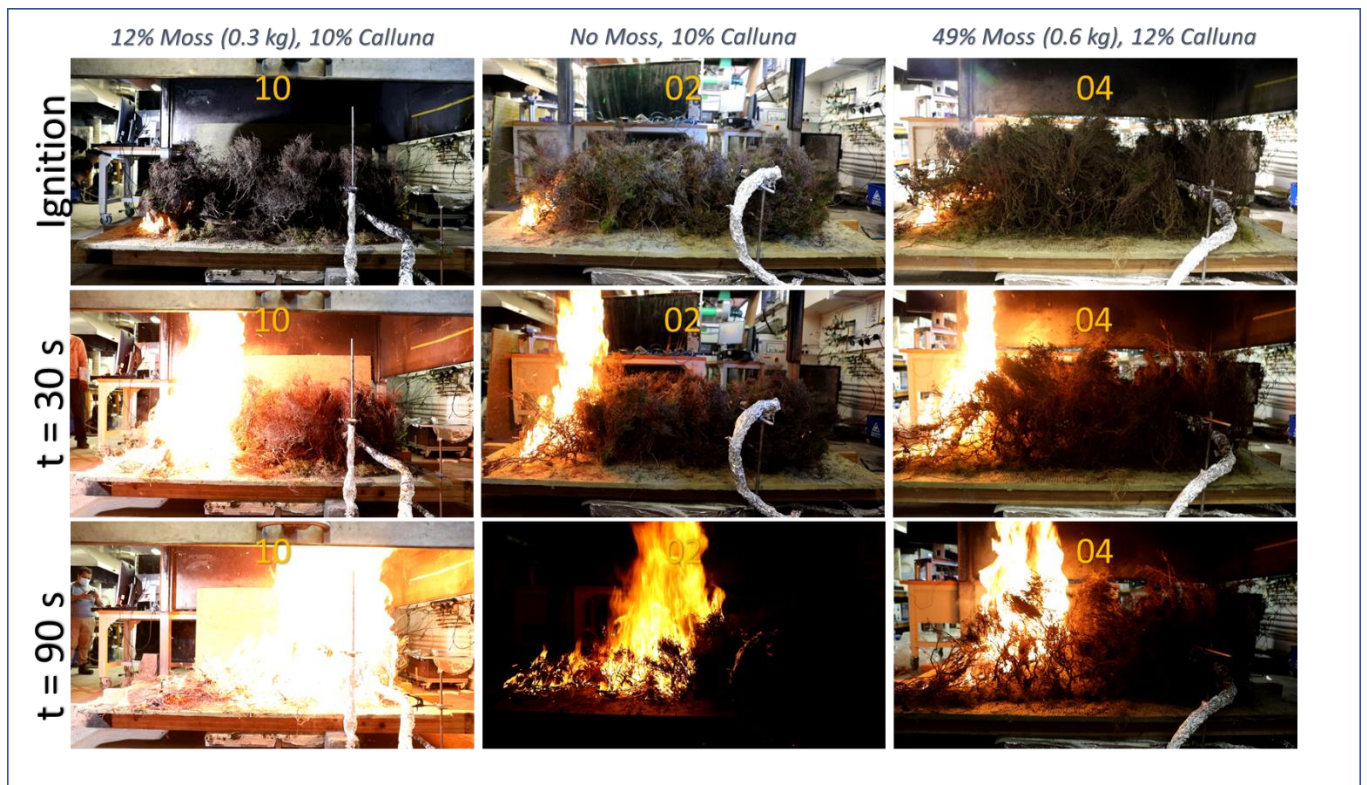 12% Moss (0.3 kg), 10% Calluna
No Moss, 10% Calluna
49% Moss (0.6 kg), 12% Calluna
Ignition
10
02
04
t = 30 s
10
02
04
t = 90 s
10
02
04